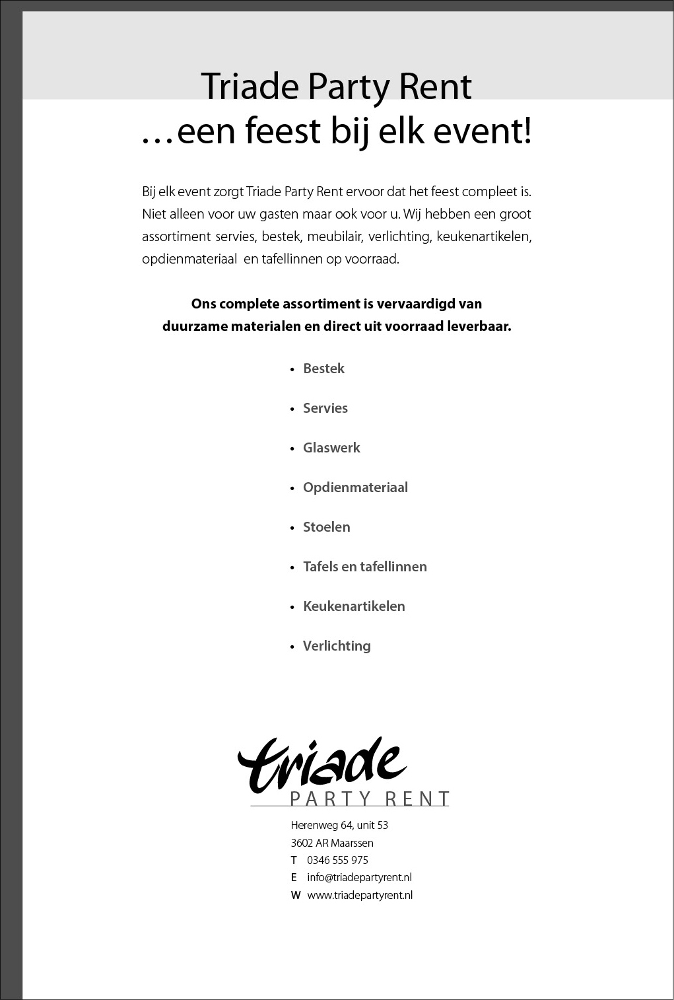 Triade Party Rent
…een feest bij elk event!
Bij elk event zorgt Triade Party Rent ervoor dat het feest compleet is.
Niet alleen voor uw gasten maar ook voor u. Wij hebben een groot
assortiment servies, bestek, meubilair, verlichting, keukenartikelen,
opdienmateriaal en tafellinnen op voorraad.
Ons complete assortiment is vervaardigd van
duurzame materialen en direct uit voorraad leverbaar.
• Bestek
• Servies
• Glaswerk
• Opdienmateriaal
• Stoelen
• Tafels en tafellinnen
• Keukenartikelen
• Verlichting
triade
PARTY RENT
Herenweg 64, unit 53
3602 AR Maarssen
T 0346 555 975
E info@triadepartyrent.nl
W www.triadepartyrent.nl